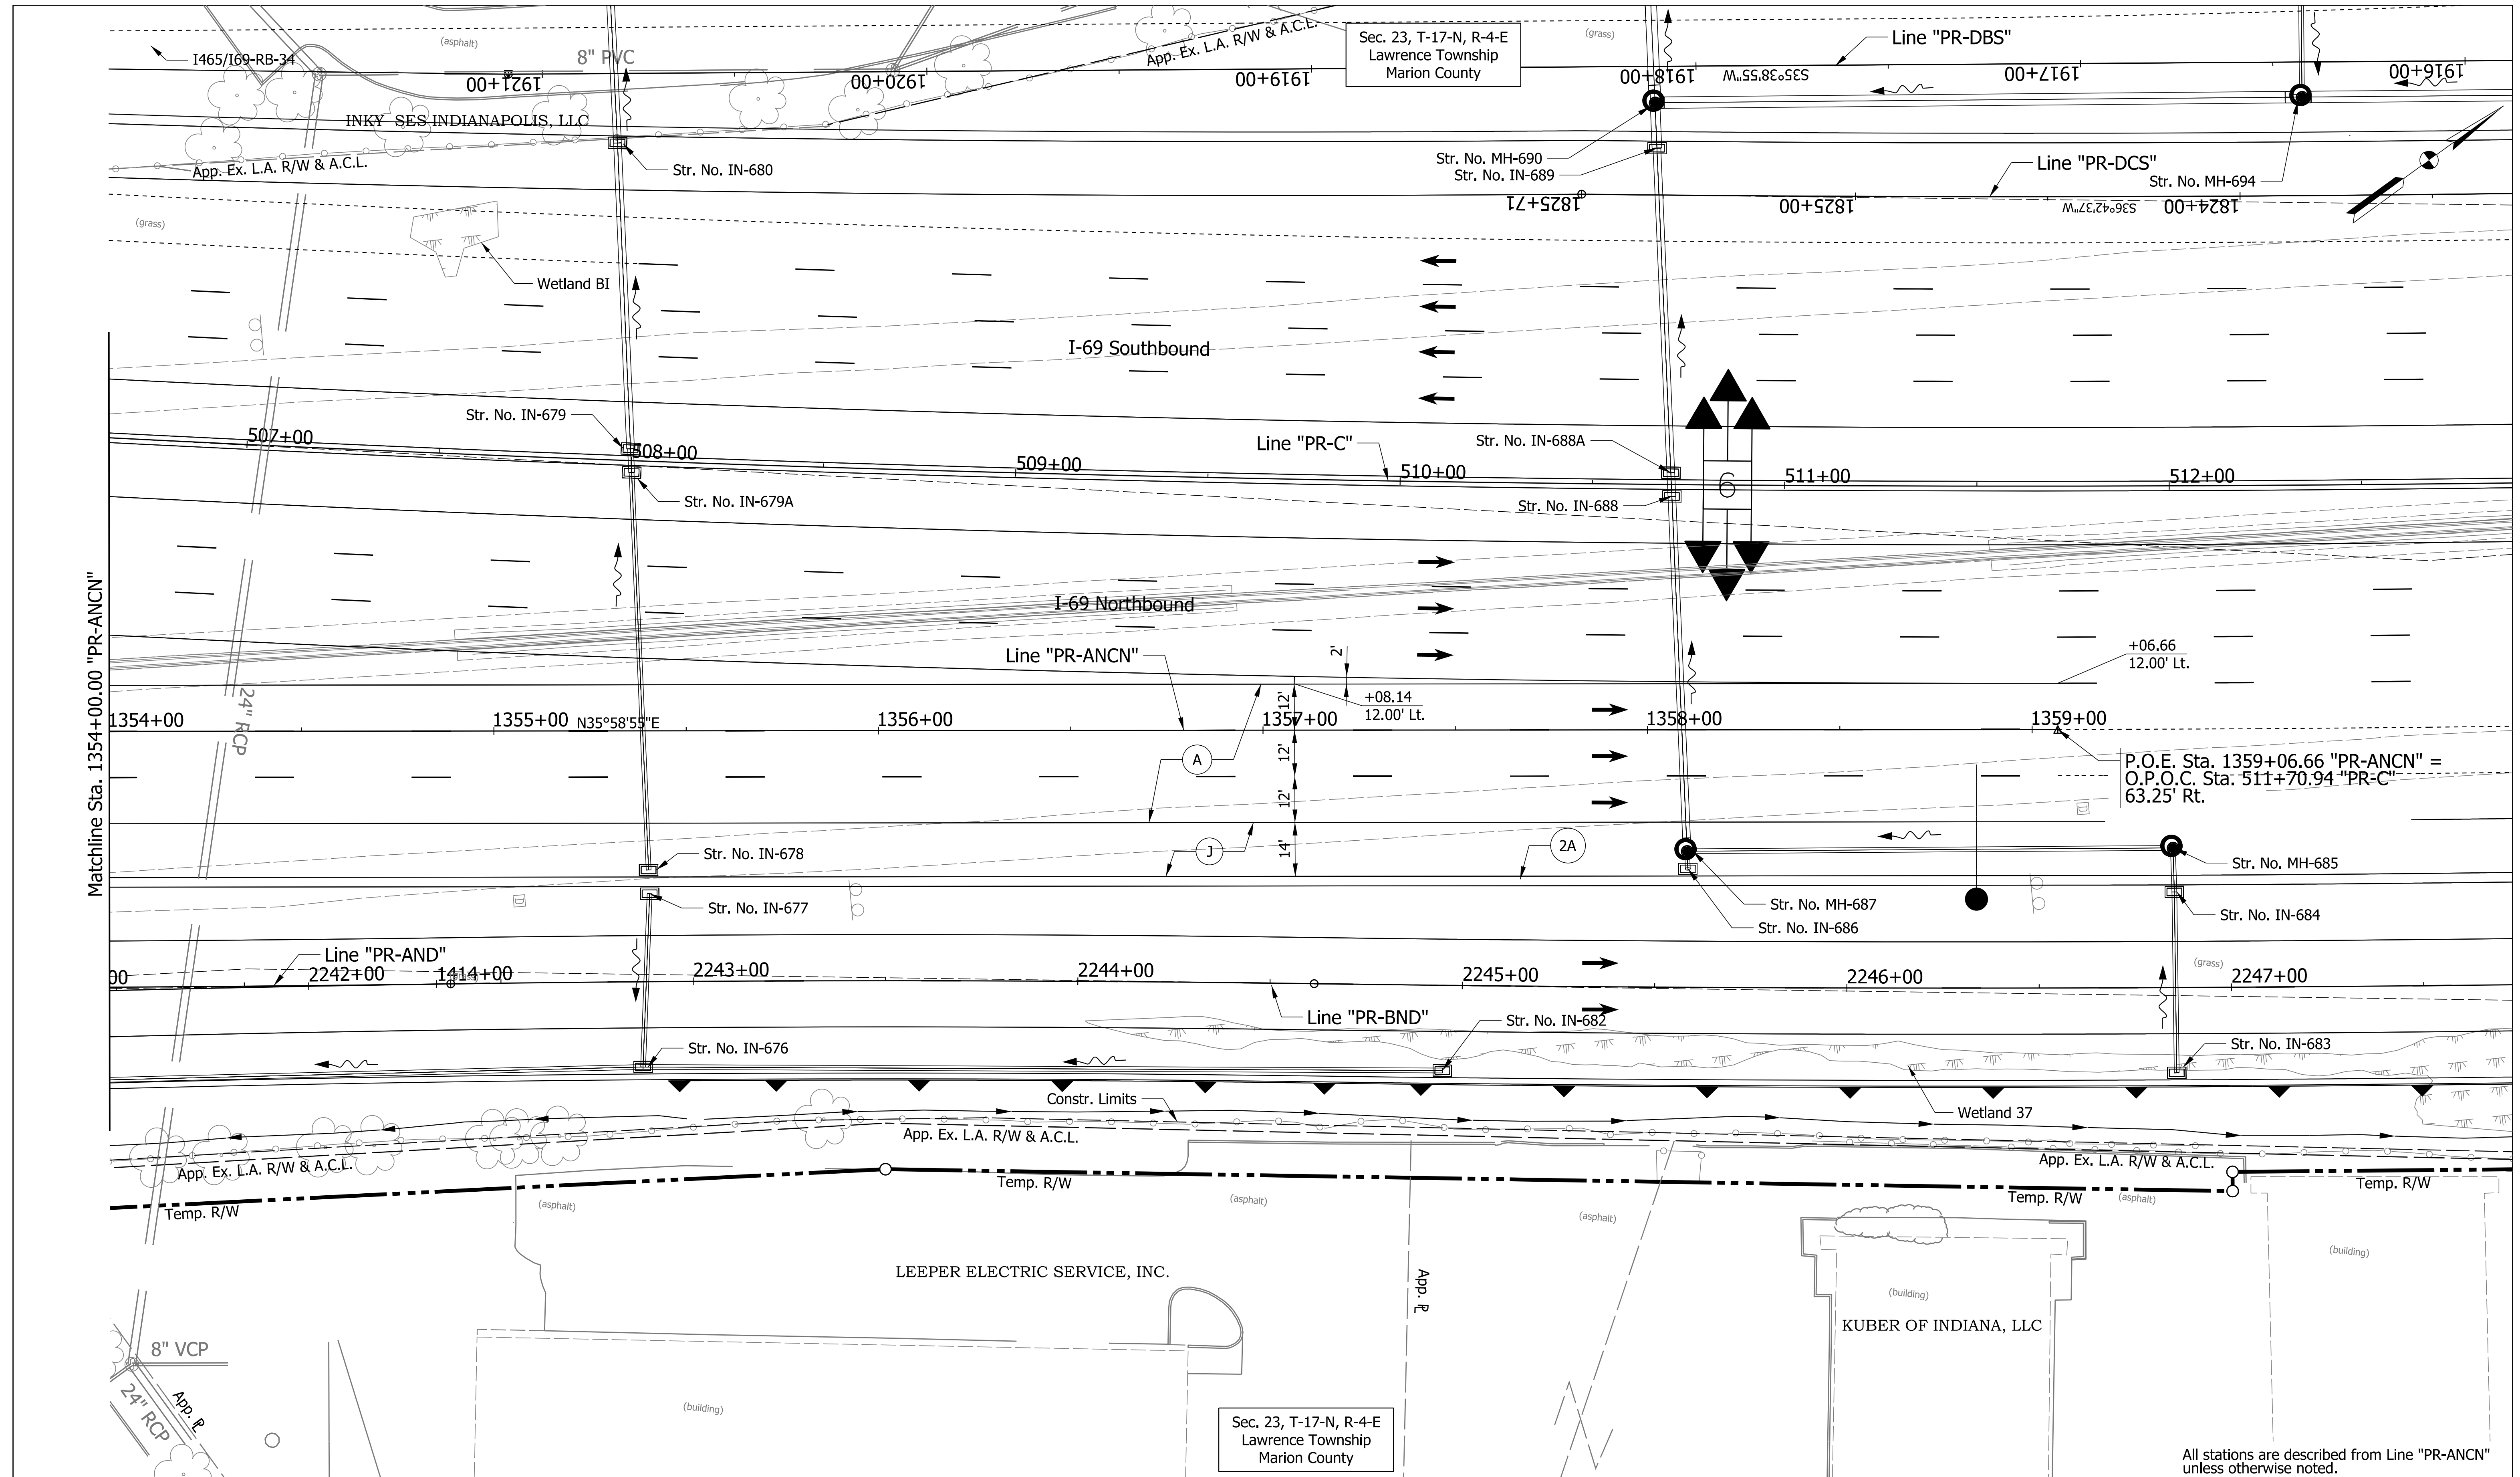 I465/I69-RB-34
(asphalt)
8" PVC
App. Ex. L.A. R/W & A.C.L.
Sec. 23, T-17-N, R-4-E
Lawrence Township
Marion County
(grass)
Line "PR-DBS"
1921+00
1920+00
1919+00
1918+00
S35°38'55"W
1917+00
1916+00
INKY SES INDIANAPOLIS, LLC
App. Ex. L.A. R/W & A.C.L.
Str. No. IN-680
Str. No. MH-690
Str. No. IN-689
Line "PR-DCS"
Str. No. MH-694
1825+71
1825+00
S36°42'37"W
1824+00
(grass)
Wetland BI
I-69 Southbound
Str. No. IN-679
507+00
508+00
509+00
Line "PR-C"
Str. No. IN-688A
510+00
511+00
512+00
6
Str. No. IN-679A
Str. No. IN-688
I-69 Northbound
Matchline Sta. 1354+00.00 "PR-ANCN"
24" RCP
Line "PR-ANCN"
2'
+06.66
12.00' Lt.
+08.14
12.00' Lt.
12'
1354+00
1355+00
N35°58'55"E
1356+00
1357+00
1358+00
1359+00
A
12'
12'
P.O.E. Sta. 1359+06.66 "PR-ANCN" =
O.P.O.C. Sta. 511+70.94 "PR-C"
63.25' Rt.
14'
J
2A
Str. No. IN-678
Str. No. MH-685
Str. No. IN-677
Str. No. MH-687
Str. No. IN-684
Str. No. IN-686
Line "PR-AND"
00
2242+00
1414+00
(grass)
2243+00
2244+00
2245+00
2246+00
(grass)
2247+00
Line "PR-BND"
Str. No. IN-682
Str. No. IN-676
Str. No. IN-683
Constr. Limits
Wetland 37
App. Ex. L.A. R/W & A.C.L.
App. Ex. L.A. R/W & A.C.L.
App. Ex. L.A. R/W & A.C.L.
Temp. R/W
Temp. R/W
Temp. R/W
Temp. R/W
(asphalt)
(asphalt)
(asphalt)
(asphalt)
LEEPER ELECTRIC SERVICE, INC.
App. PL
(building)
(building)
KUBER OF INDIANA, LLC
8" VCP
24" RCP
App. PL
(building)
Sec. 23, T-17-N, R-4-E
Lawrence Township
Marion County
All stations are described from Line "PR-ANCN"
unless otherwise noted.